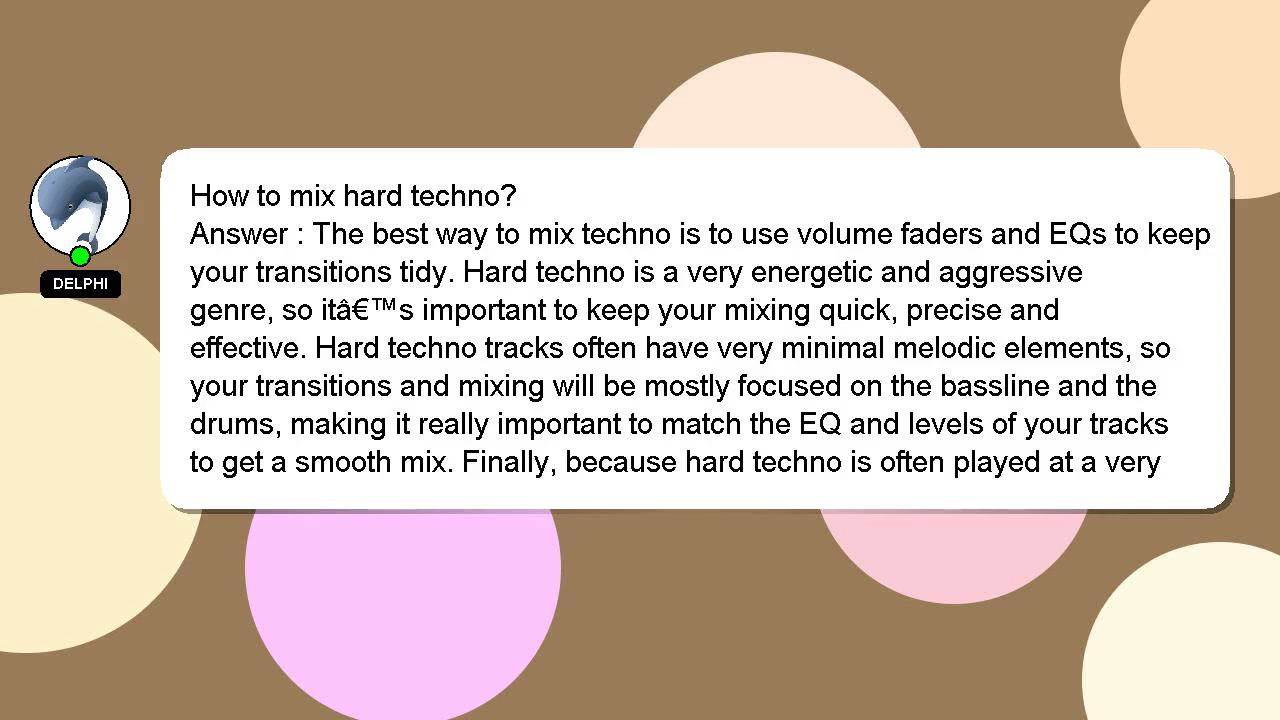 How to mix hard techno?
Answer : The best way to mix techno is to use volume faders and EQs to keep
your transitions tidy. Hard techno is a very energetic and aggressive
genre, so itâ€™s important to keep your mixing quick, precise and
effective. Hard techno tracks often have very minimal melodic elements, so
your transitions and mixing will be mostly focused on the bassline and the
drums, making it really important to match the EQ and levels of your tracks
to get a smooth mix. Finally, because hard techno is often played at a very
DELPHI